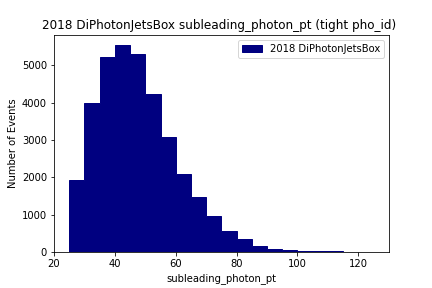 2018 DiPhotonJetsBox subleading_photon_pt (tight pho_id)
2018 DiPhotonJetsBox
Number of Events
5000
4000
3000
2000
1000
0
20 40 60 80 100 120
subleading_photon_pt